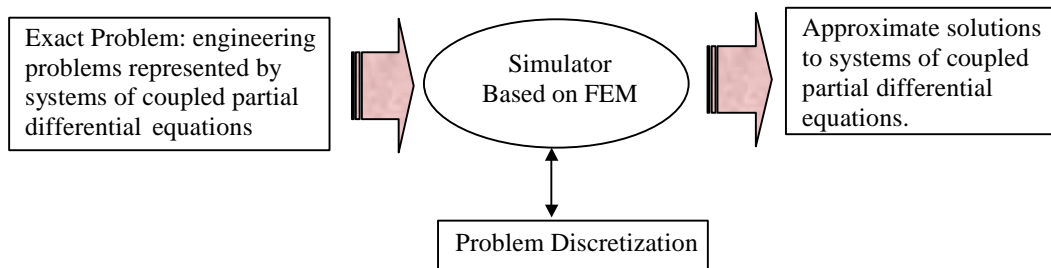 Exact Problem: engineering
problems represented by
systems of coupled partial
differential equations
Simulator
Based on FEM
Approximate solutions
to systems of coupled
partial differential
equations.
Problem Discretization